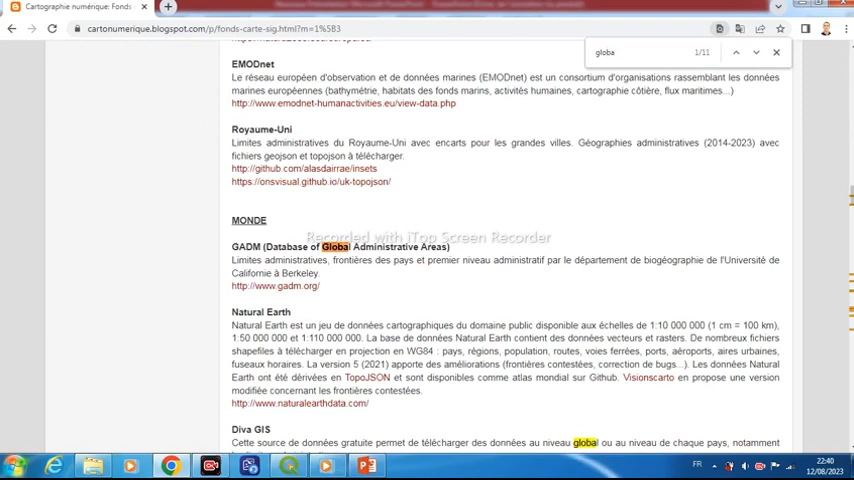 Cartographie numérique: Fonds
cartonumerique.blogspot.com/p/fonds-carte-sig.html?m=1%5B3
globa 1/11
EMODnet
Le réseau européen d'observation et de données marines (EMODnet) est un consortium d'organisations rassemblant les données
marines européennes (bathymétrie, habitats des fonds marins, activités humaines, cartographie côtière, flux maritimes...)
http://www.emodnet-humanactivities.eu/view-data.php
Royaume-Uni
Limites administratives du Royaume-Uni avec encarts pour les grandes villes. Géographies administratives (2014-2023) avec
fichiers geojson et topojson à télécharger.
http://github.com/alasdairrae/insets
https://onsvisual.github.io/uk-topojson/
MONDE
Recorded with iTop Screen Recorder
GADM (Database of Global Administrative Areas)
Limites administratives, frontières des pays et premier niveau administratif par le département de biogéographie de l'Université de
Californie à Berkeley.
http://www.gadm.org/
Natural Earth
Natural Earth est un jeu de données cartographiques du domaine public disponible aux échelles de 1:10 000 000 (1 cm = 100 km),
1:50 000 000 et 1:110 000 000. La base de données Natural Earth contient des données vecteurs et rasters. De nombreux fichiers
shapefiles à télécharger en projection en WG84 : pays, régions, population, routes, voies ferrées, ports, aéroports, aires urbaines,
fuseaux horaires. La version 5 (2021) apporte des améliorations (frontières contestées, correction de bugs...). Les données Natural
Earth ont été dérivées en TopoJSON et sont disponibles comme atlas mondial sur Github. Visionscarto en propose une version
modifiée concernant les frontières contestées.
http://www.naturalearthdata.com/
Diva GIS
Cette source de données gratuite permet de télécharger des données au niveau global ou au niveau de chaque pays, notamment
FR
22:40
12/08/2023